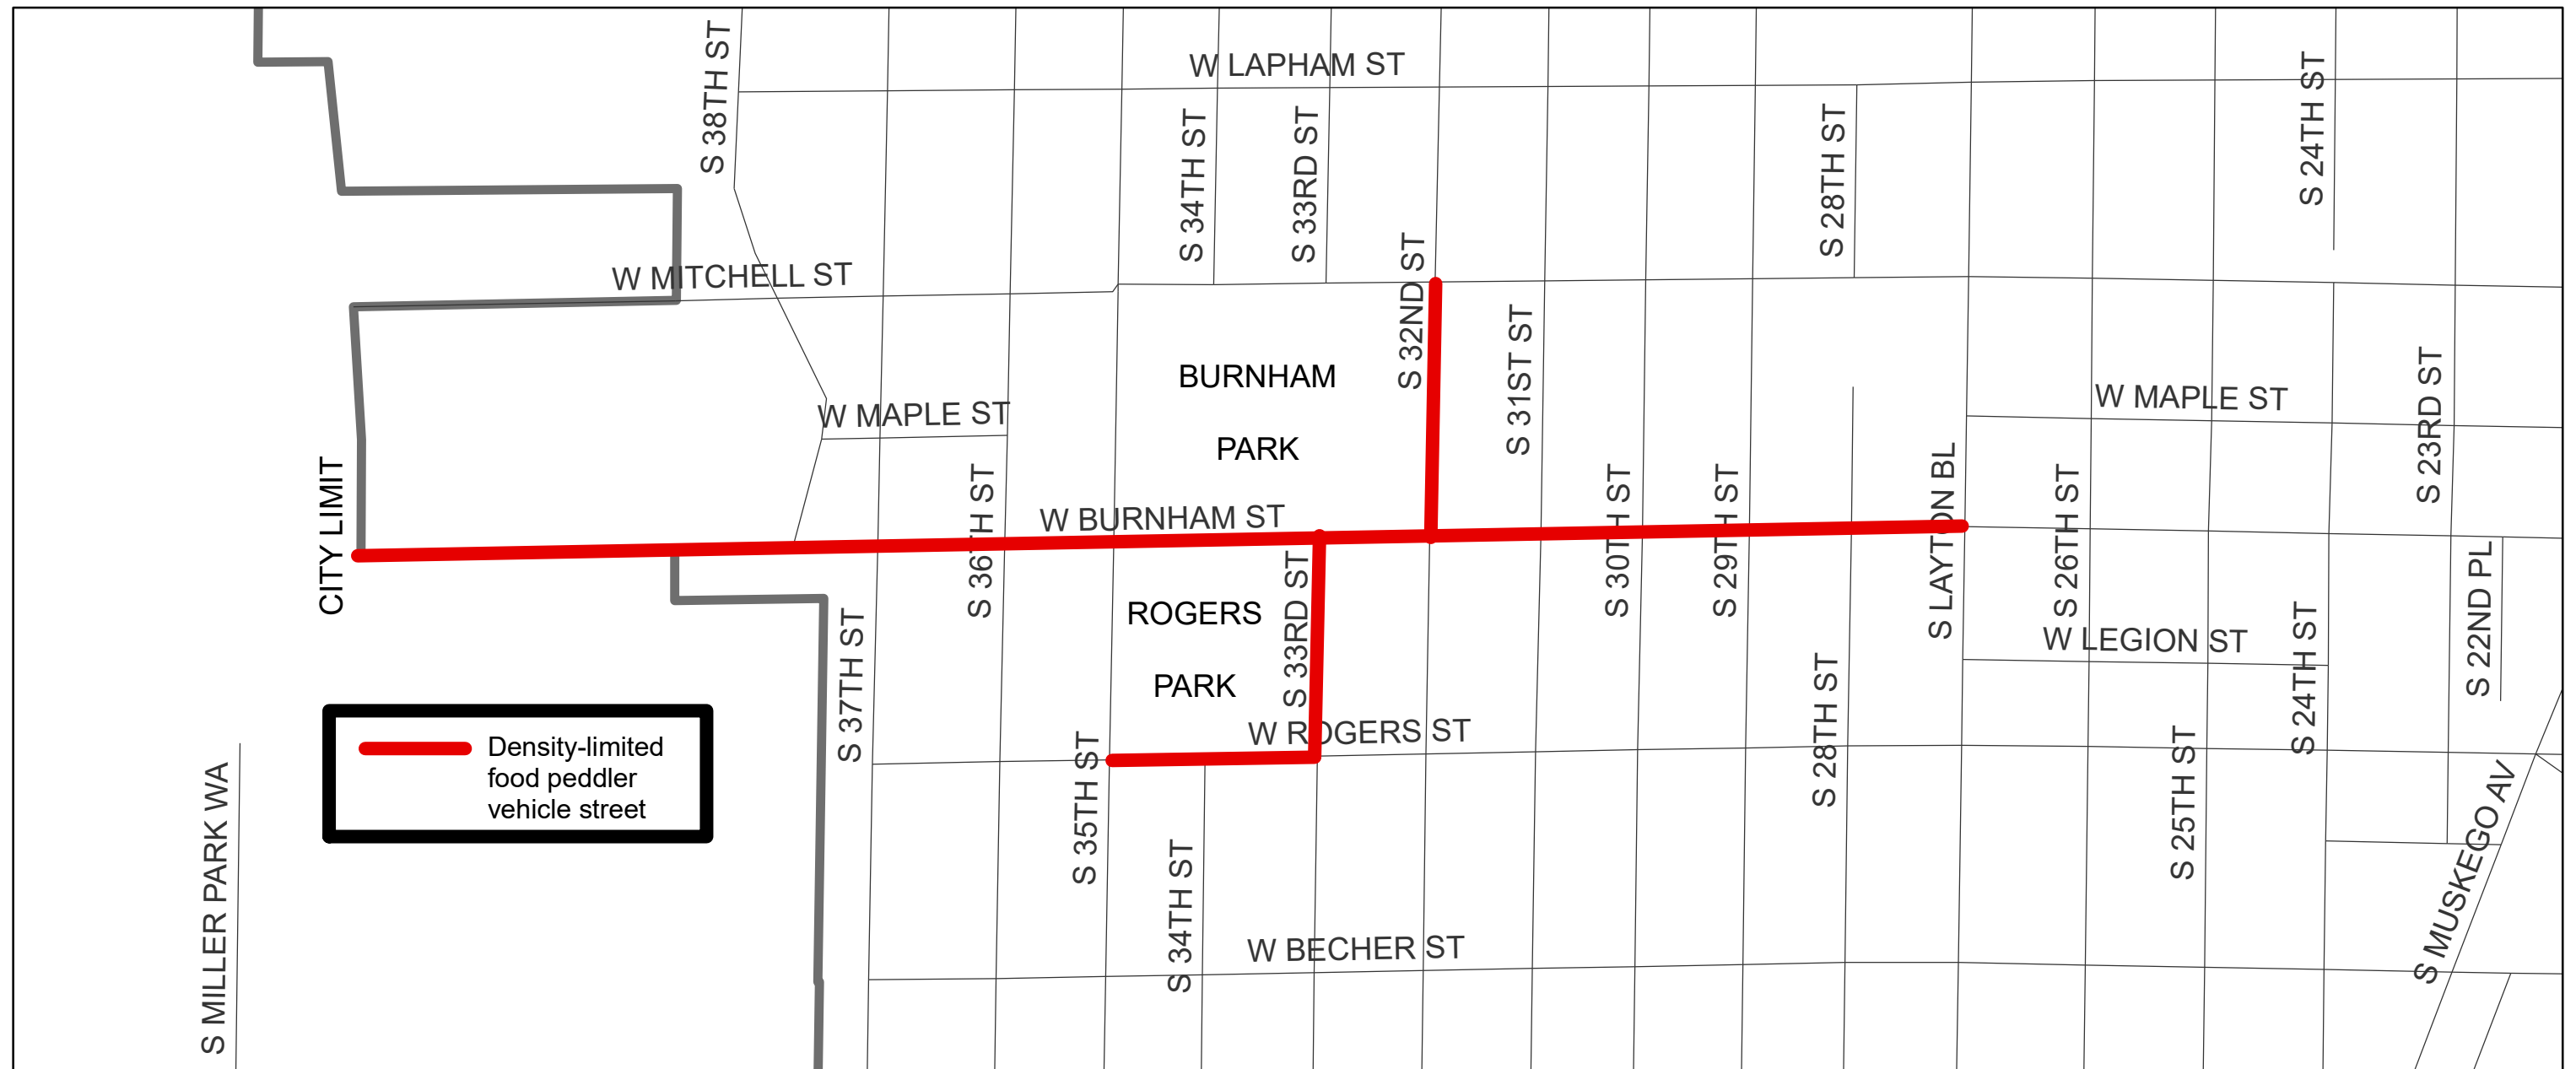 W LAPHAM ST
S 38TH ST
S 34TH ST
S 33RD ST
S 28TH ST
S 24TH ST
W MITCHELL ST
S 32ND ST
S 31ST ST
BURNHAM
PARK
W MAPLE ST
W MAPLE ST
S 23RD ST
CITY LIMIT
S 36TH ST
W BURNHAM ST
S 30TH ST
S 29TH ST
S LAYTON BL
S 26TH ST
S 22ND PL
ROGERS
PARK
S 33RD ST
S 37TH ST
W LEGION ST
S 24TH ST
S 28TH ST
W ROGERS ST
S 35TH ST
S 25TH ST
Density-limited
food peddler
vehicle street
S MILLER PARK WA
S 34TH ST
W BECHER ST
S MUSKEGO AV